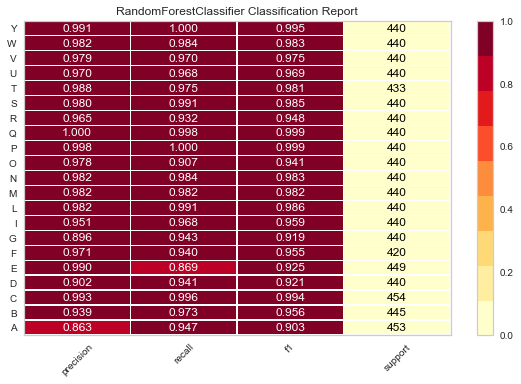 RandomForestClassifier Classification Report
Y 0.991 1.000 0.995 440
W 0.982 0.984 0.983 440
V 0.979 0.970 0.975 440
U 0.970 0.968 0.969 440
T 0.988 0.975 0.981 433
S 0.980 0.991 0.985 440
R 0.965 0.932 0.948 440
Q 1.000 0.998 0.999 440
P 0.998 1.000 0.999 440
O 0.978 0.907 0.941 440
N 0.982 0.984 0.983 440
M 0.982 0.982 0.982 440
L 0.982 0.991 0.986 440
I 0.951 0.968 0.959 440
G 0.896 0.943 0.919 440
F 0.971 0.940 0.955 420
E 0.990 0.869 0.925 449
D 0.902 0.941 0.921 440
C 0.993 0.996 0.994 454
B 0.939 0.973 0.956 445
A 0.863 0.947 0.903 453
precision recall f1 support
1.0
0.8
0.6
0.4
0.2
0.0